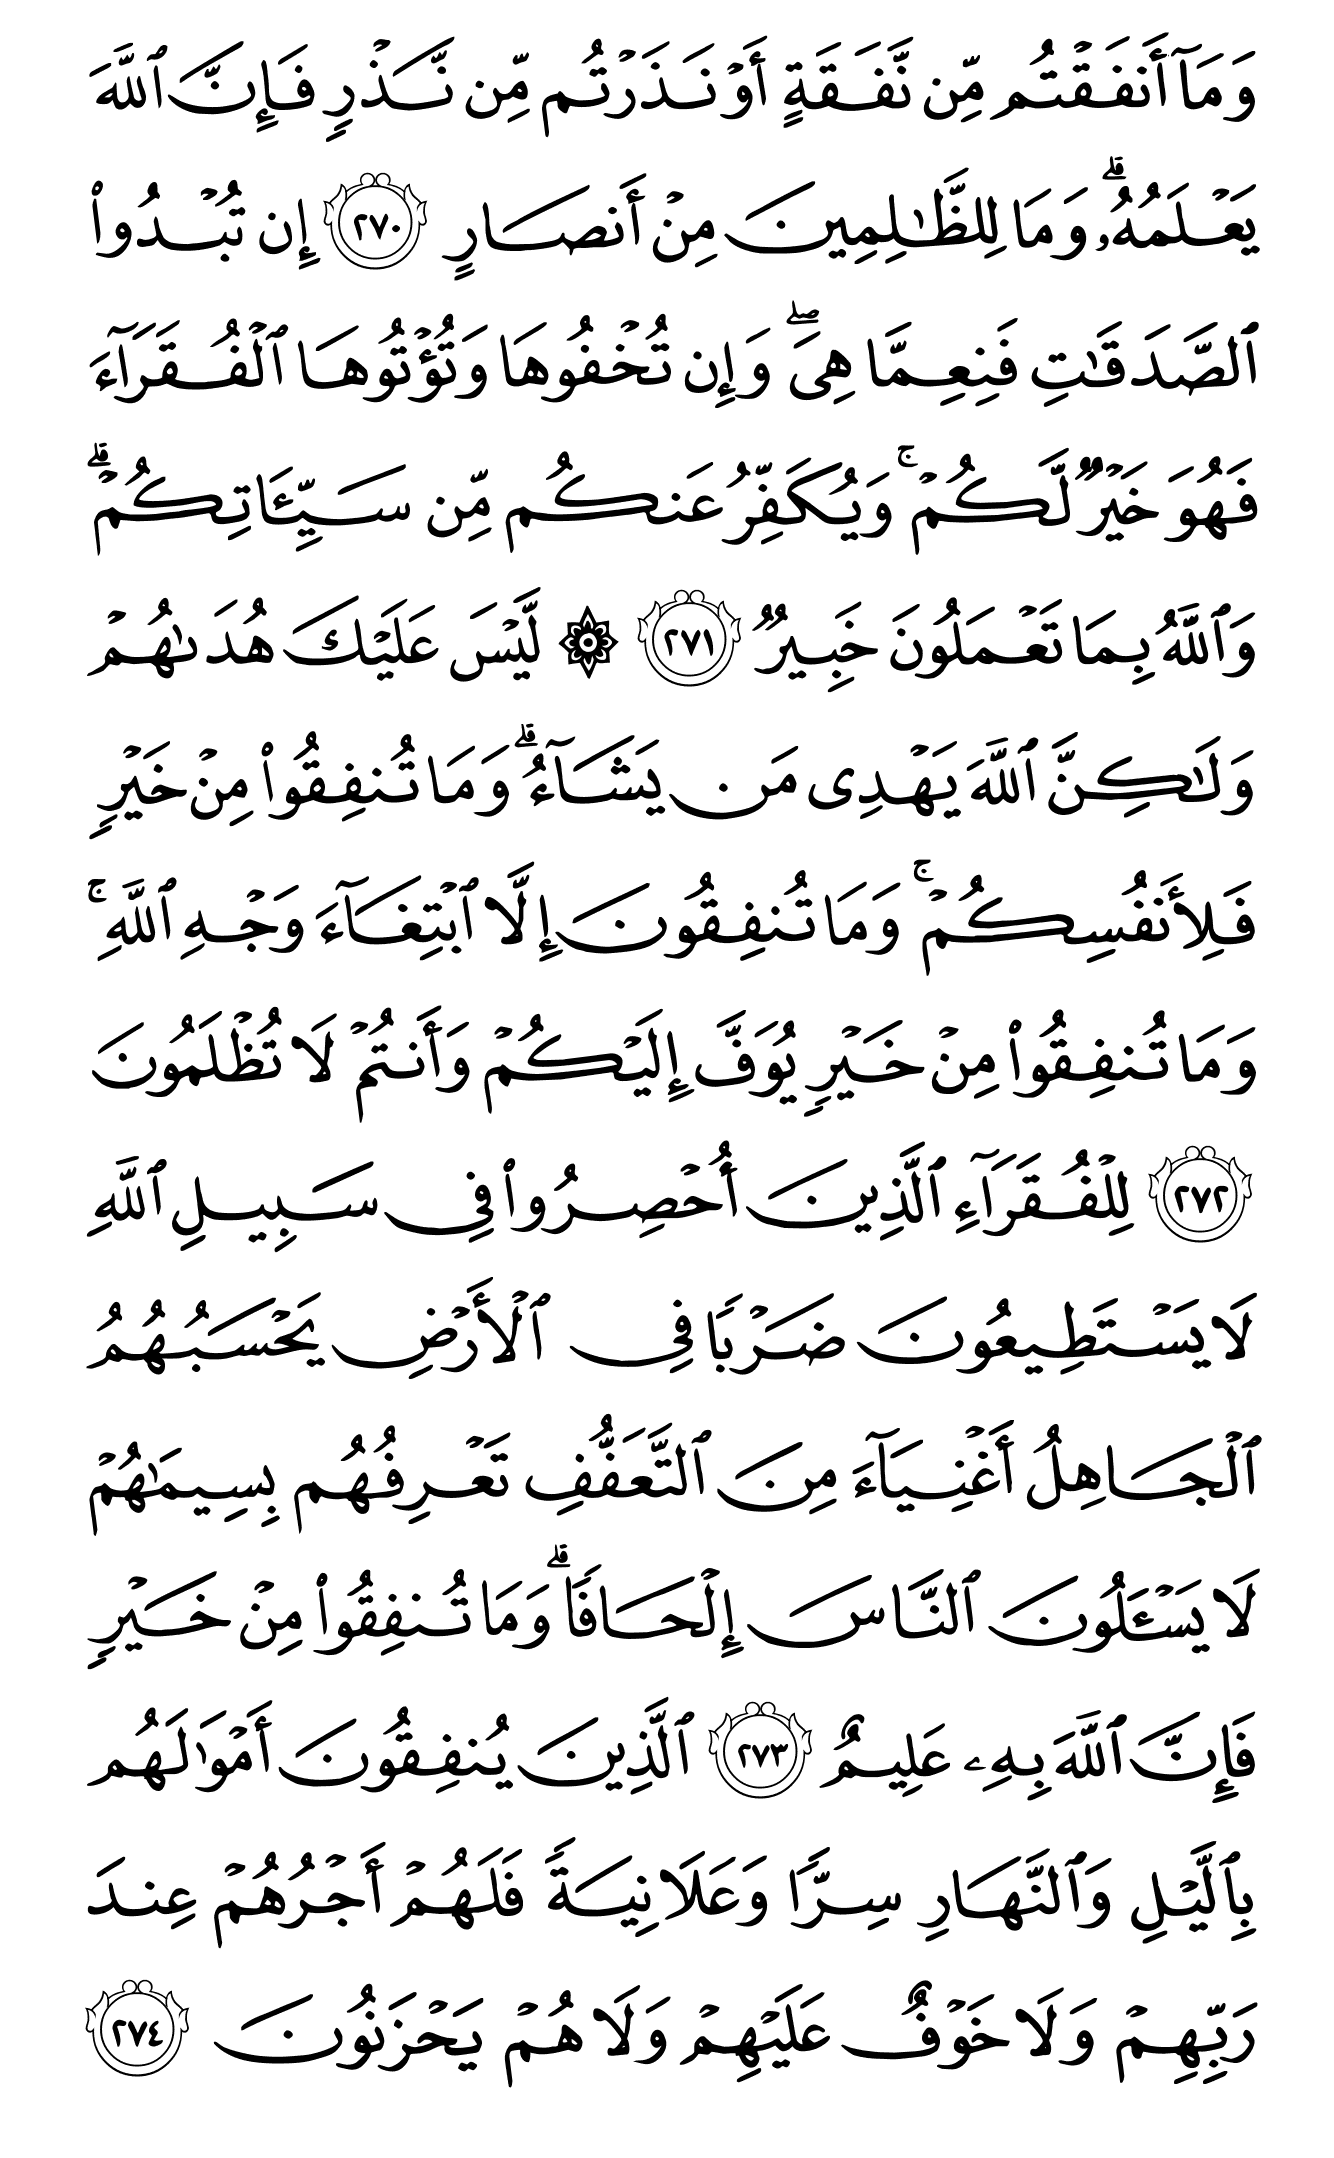 وَمَآ أَنفَقۡتُم مِّن نَّفَقَةٍ أَوۡ نَذَرۡتُم مِّن نَّذۡرٖ فَإِنَّ ٱللَّهَ
يَعۡلَمُهُۥۗ وَمَا لِلظَّٰلِمِينَ مِنۡ أَنصَارٍ ٢٧٠ إِن تُبۡدُواْ
ٱلصَّدَقَٰتِ فَنِعِمَّا هِيَۖ وَإِن تُخۡفُوهَا وَتُؤۡتُوهَا ٱلۡفُقَرَآءَ
فَهُوَ خَيۡرٞ لَّكُمۡۚ وَيُكَفِّرُ عَنكُم مِّن سَيِّـَٔاتِكُمۡۗ
وَٱللَّهُ بِمَا تَعۡمَلُونَ خَبِيرٞ ٢٧١ ۞ لَّيۡسَ عَلَيۡكَ هُدَىٰهُمۡ
وَلَٰكِنَّ ٱللَّهَ يَهۡدِي مَن يَشَآءُۗ وَمَا تُنفِقُواْ مِنۡ خَيۡرٖ
فَلِأَنفُسِكُمۡۚ وَمَا تُنفِقُونَ إِلَّا ٱبۡتِغَآءَ وَجۡهِ ٱللَّهِۚ
وَمَا تُنفِقُواْ مِنۡ خَيۡرٖ يُوَفَّ إِلَيۡكُمۡ وَأَنتُمۡ لَا تُظۡلَمُونَ
٢٧٢ لِلۡفُقَرَآءِ ٱلَّذِينَ أُحۡصِرُواْ فِي سَبِيلِ ٱللَّهِ
لَا يَسۡتَطِيعُونَ ضَرۡبٗا فِي ٱلۡأَرۡضِ يَحۡسَبُهُمُ
ٱلۡجَاهِلُ أَغۡنِيَآءَ مِنَ ٱلتَّعَفُّفِ تَعۡرِفُهُم بِسِيمَٰهُمۡ
لَا يَسۡـَٔلُونَ ٱلنَّاسَ إِلۡحَافٗاۗ وَمَا تُنفِقُواْ مِنۡ خَيۡرٖ
فَإِنَّ ٱللَّهَ بِهِۦ عَلِيمٌ ٢٧٣ ٱلَّذِينَ يُنفِقُونَ أَمۡوَٰلَهُم
بِٱلَّيۡلِ وَٱلنَّهَارِ سِرّٗا وَعَلَانِيَةٗ فَلَهُمۡ أَجۡرُهُمۡ عِندَ
رَبِّهِمۡ وَلَا خَوۡفٌ عَلَيۡهِمۡ وَلَا هُمۡ يَحۡزَنُونَ ٢٧٤